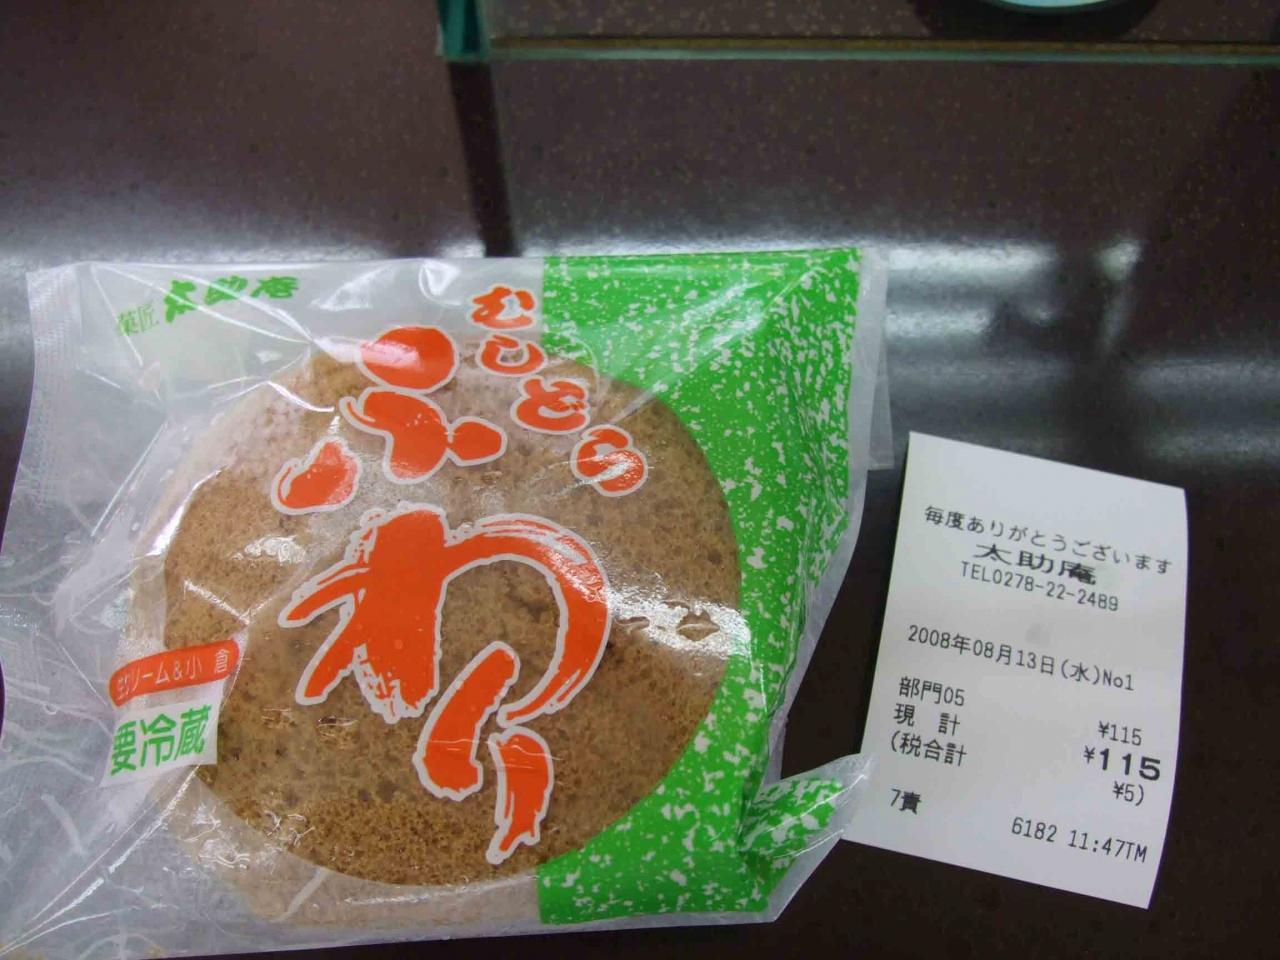 菓匠 太助庵
むしどら
ふわり
生クリーム&小倉
要冷蔵
毎度ありがとうございます
太助庵
TEL0278-22-2489
2008年08月13日(水)No1
部門05 ¥115
現 計 ¥115
(税合計 ¥5)
7責
6182 11:47TM